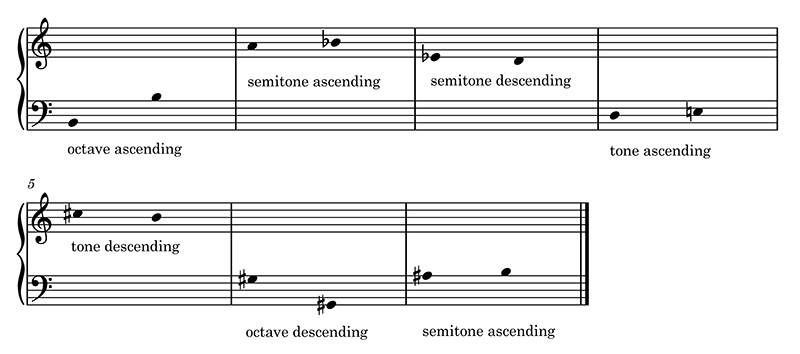 semitone ascending
semitone descending
octave ascending
tone ascending
5
tone descending
octave descending
semitone ascending